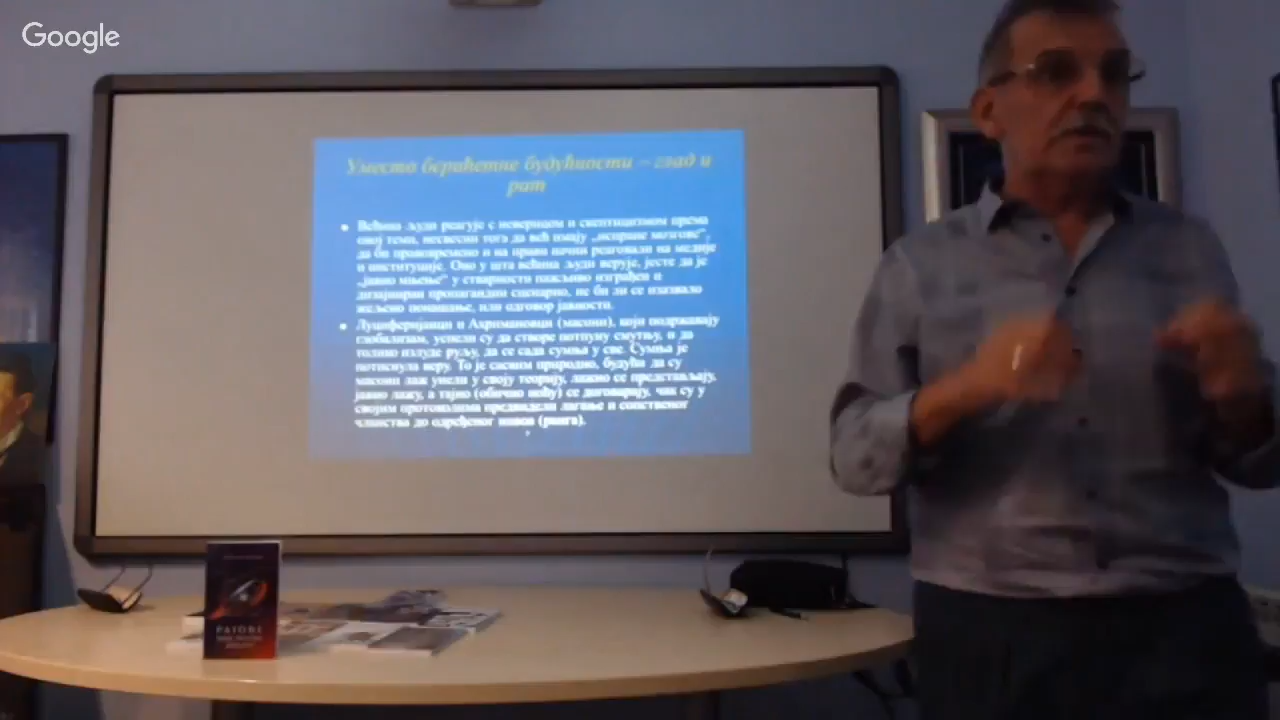 Google
Уместо берићетне будућности – глад и
рат
Већина људи реагује с неверицом и скептицизмом према
овој теми, несвесни тога да већ имају „испране мозгове“,
да би правовремено и на прави начин реаговали на медије
и институције. Оно у шта већина људи верује, јесте да је
„јавно мњење“ у стварности пажљиво изграђен и
дизајниран пропагандни сценарио, не би ли се изазвало
жељено понашање, или одговор јавности.
Луциферијанци и Ахримановци (масони), који подржавају
глобализам, успели су да створе потпуну смутњу, и да
толико излуде руљу, да се сада сумња у све. Сумња је
потиснула веру. То је сасвим природно, будући да су
масони лаж унели у своју теорију, лажно се представљају,
јавно лажу, а тајно (обично ноћу) се договарају, чак су у
својим протоколима предвидели лагање и сопственог
чланства до одређеног нивоа (ранга).